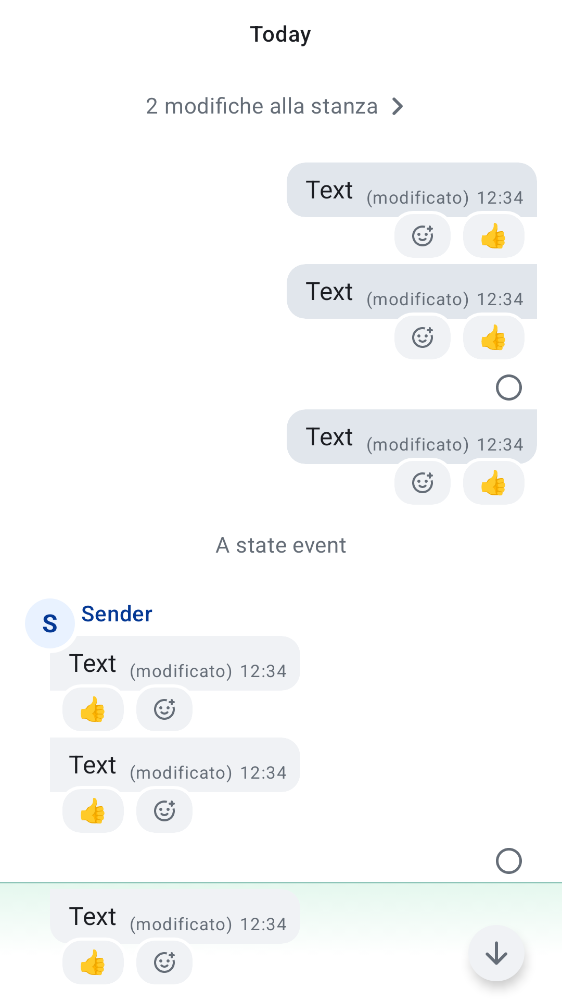 Today
2 modifiche alla stanza
Text (modificato) 12:34
👍
Text (modificato) 12:34
👍
Text (modificato) 12:34
👍
A state event
S Sender
Text (modificato) 12:34
👍
Text (modificato) 12:34
👍
Text (modificato) 12:34
👍